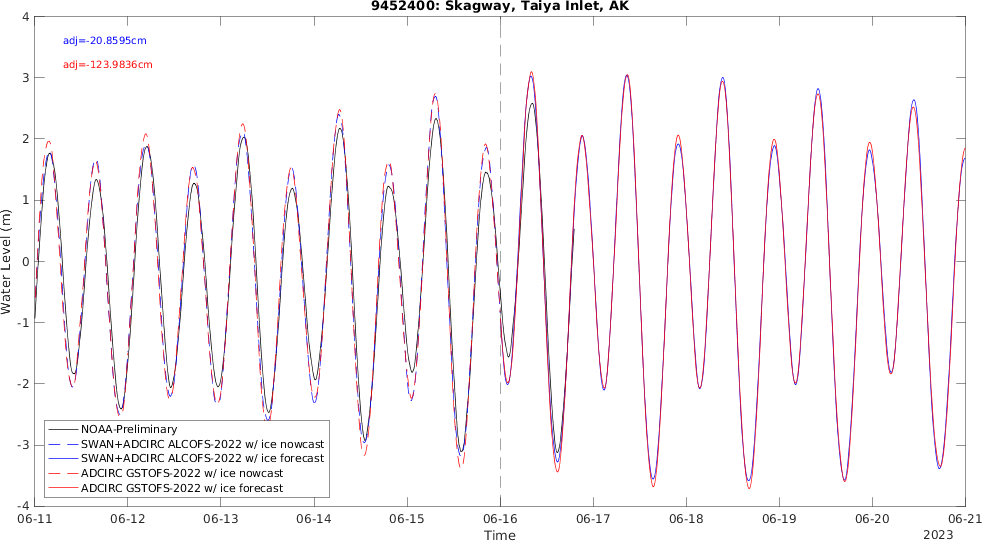 9452400: Skagway, Taiya Inlet, AK
adj=-20.8595cm
adj=-123.9836cm
Water Level (m)
4
3
2
1
0
-1
-2
-3
-4
NOAA-Preliminary
SWAN+ADCIRC ALCOFS-2022 w/ ice nowcast
SWAN+ADCIRC ALCOFS-2022 w/ ice forecast
ADCIRC GSTOFS-2022 w/ ice nowcast
ADCIRC GSTOFS-2022 w/ ice forecast
06-11 06-12 06-13 06-14 06-15 06-16 06-17 06-18 06-19 06-20 06-21
Time
2023